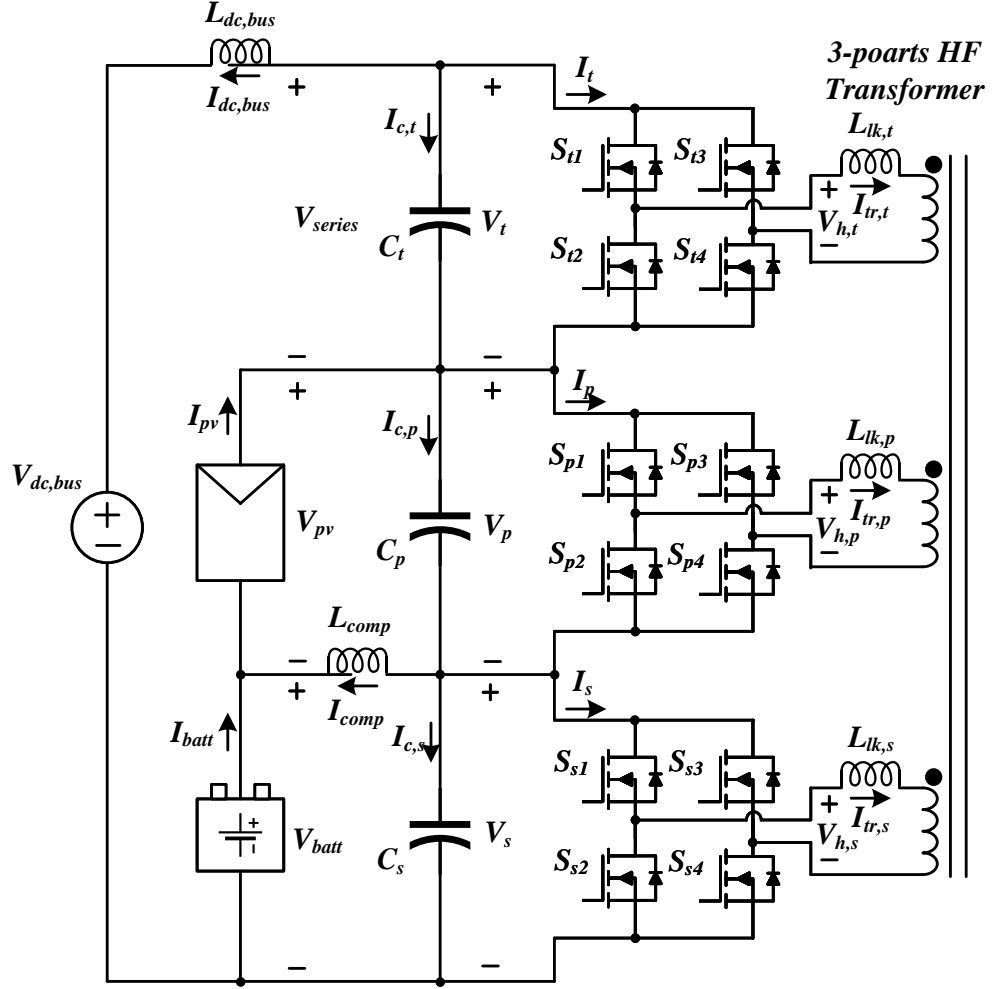 L_dc,bus
I_dc,bus
+
+
I_t
3-poarts HF
Transformer
I_c,t
S_t1
S_t3
L_lk,t
+
I_tr,t
V_series
C_t
V_t
V_h,t
S_t2
S_t4
−
−
−
+
+
I_p
I_pv
I_c,p
S_p1
S_p3
L_lk,p
V_dc,bus
+
−
V_pv
C_p
V_p
+
I_tr,p
V_h,p
S_p2
S_p4
−
L_comp
−
−
+
+
I_comp
I_s
I_batt
I_c,s
S_s1
S_s3
L_lk,s
+
I_tr,s
V_batt
+
C_s
V_s
V_h,s
S_s2
S_s4
−
−
−